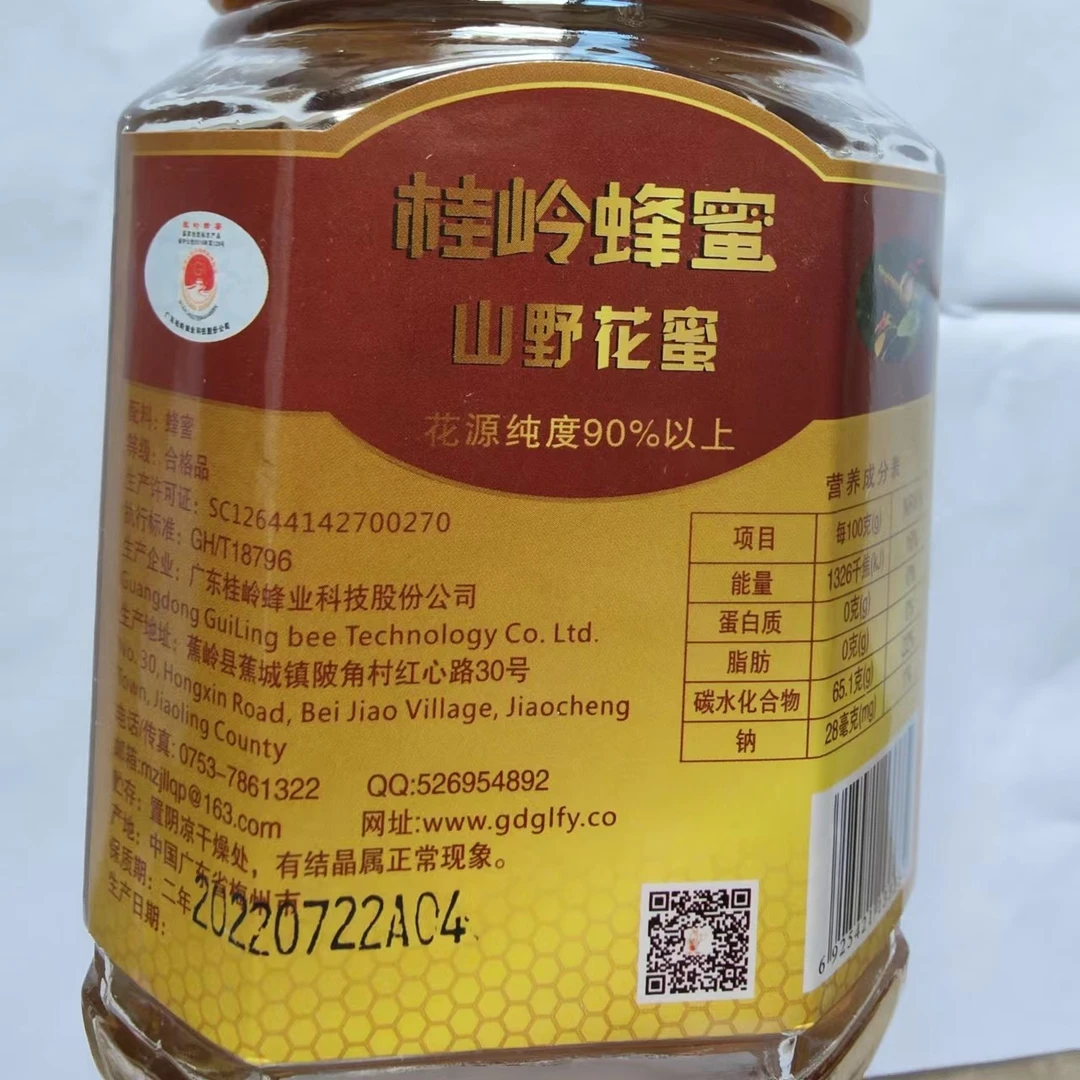 桂岭蜂蜜
山野花蜜
花源纯度90%以上
配料：蜂蜜
等级：合格品
生产许可证：SC12644142700270
执行标准：GH/T18796
生产企业：广东桂岭蜂业科技股份公司
Guangdong GuiLing bee Technology Co. Ltd.
生产地址：蕉岭县蕉城镇陂角村红心路30号
No. 30, Hongxin Road, Bei Jiao Village, Jiaocheng
Town, Jiaoling County
电话/传真: 0753-7861322 QQ:526954892
邮箱:mzjllqp@163.com 网址:www.gdglfy.co
贮存：置阴凉干燥处，有结晶属正常现象。
产地：中国广东省梅州市
保质期：二年
生产日期：
20220722A04
营养成分表
项目 每100克(g)
能量 1326千焦(kJ)
蛋白质 0克(g)
脂肪 0克(g)
碳水化合物 65.1克(g)
钠 28毫克(mg)